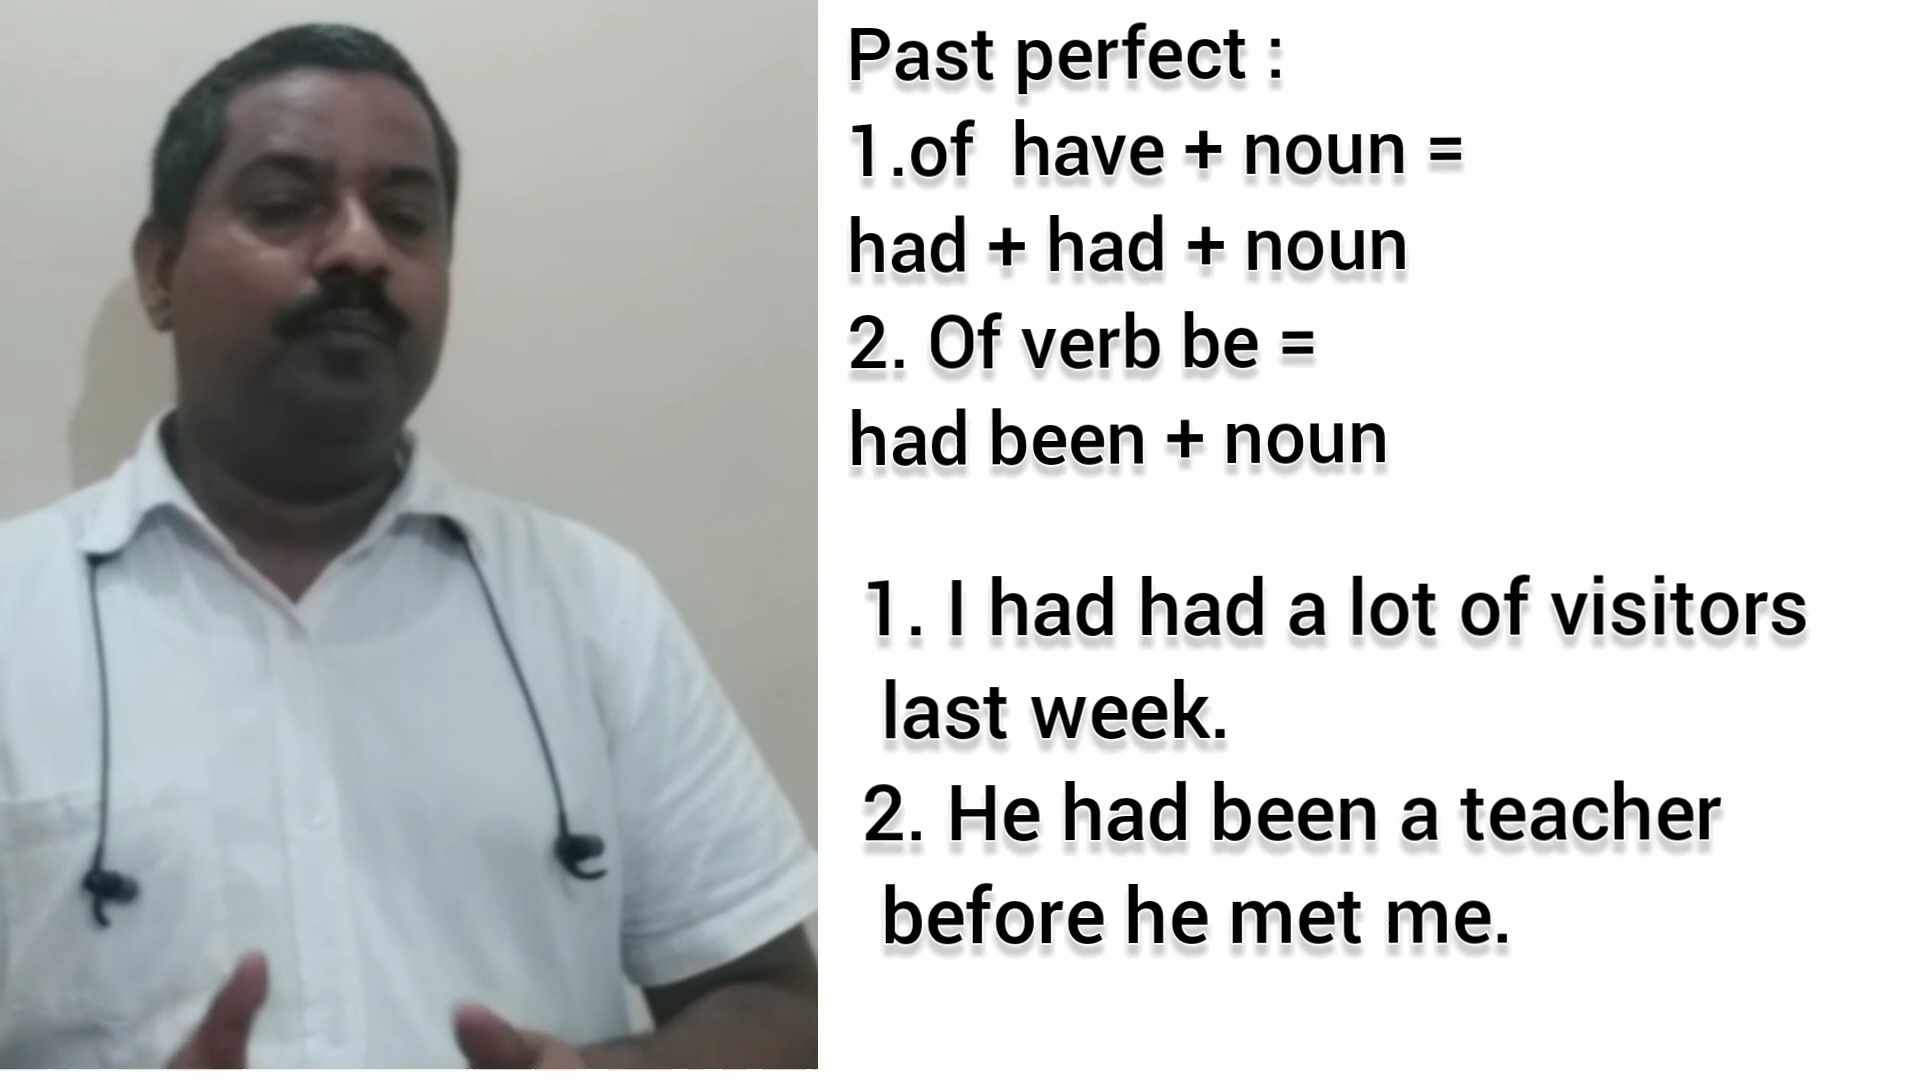 Past perfect :
1.of have + noun =
had + had + noun
2. Of verb be =
had been + noun
1. I had had a lot of visitors
last week.
2. He had been a teacher
before he met me.